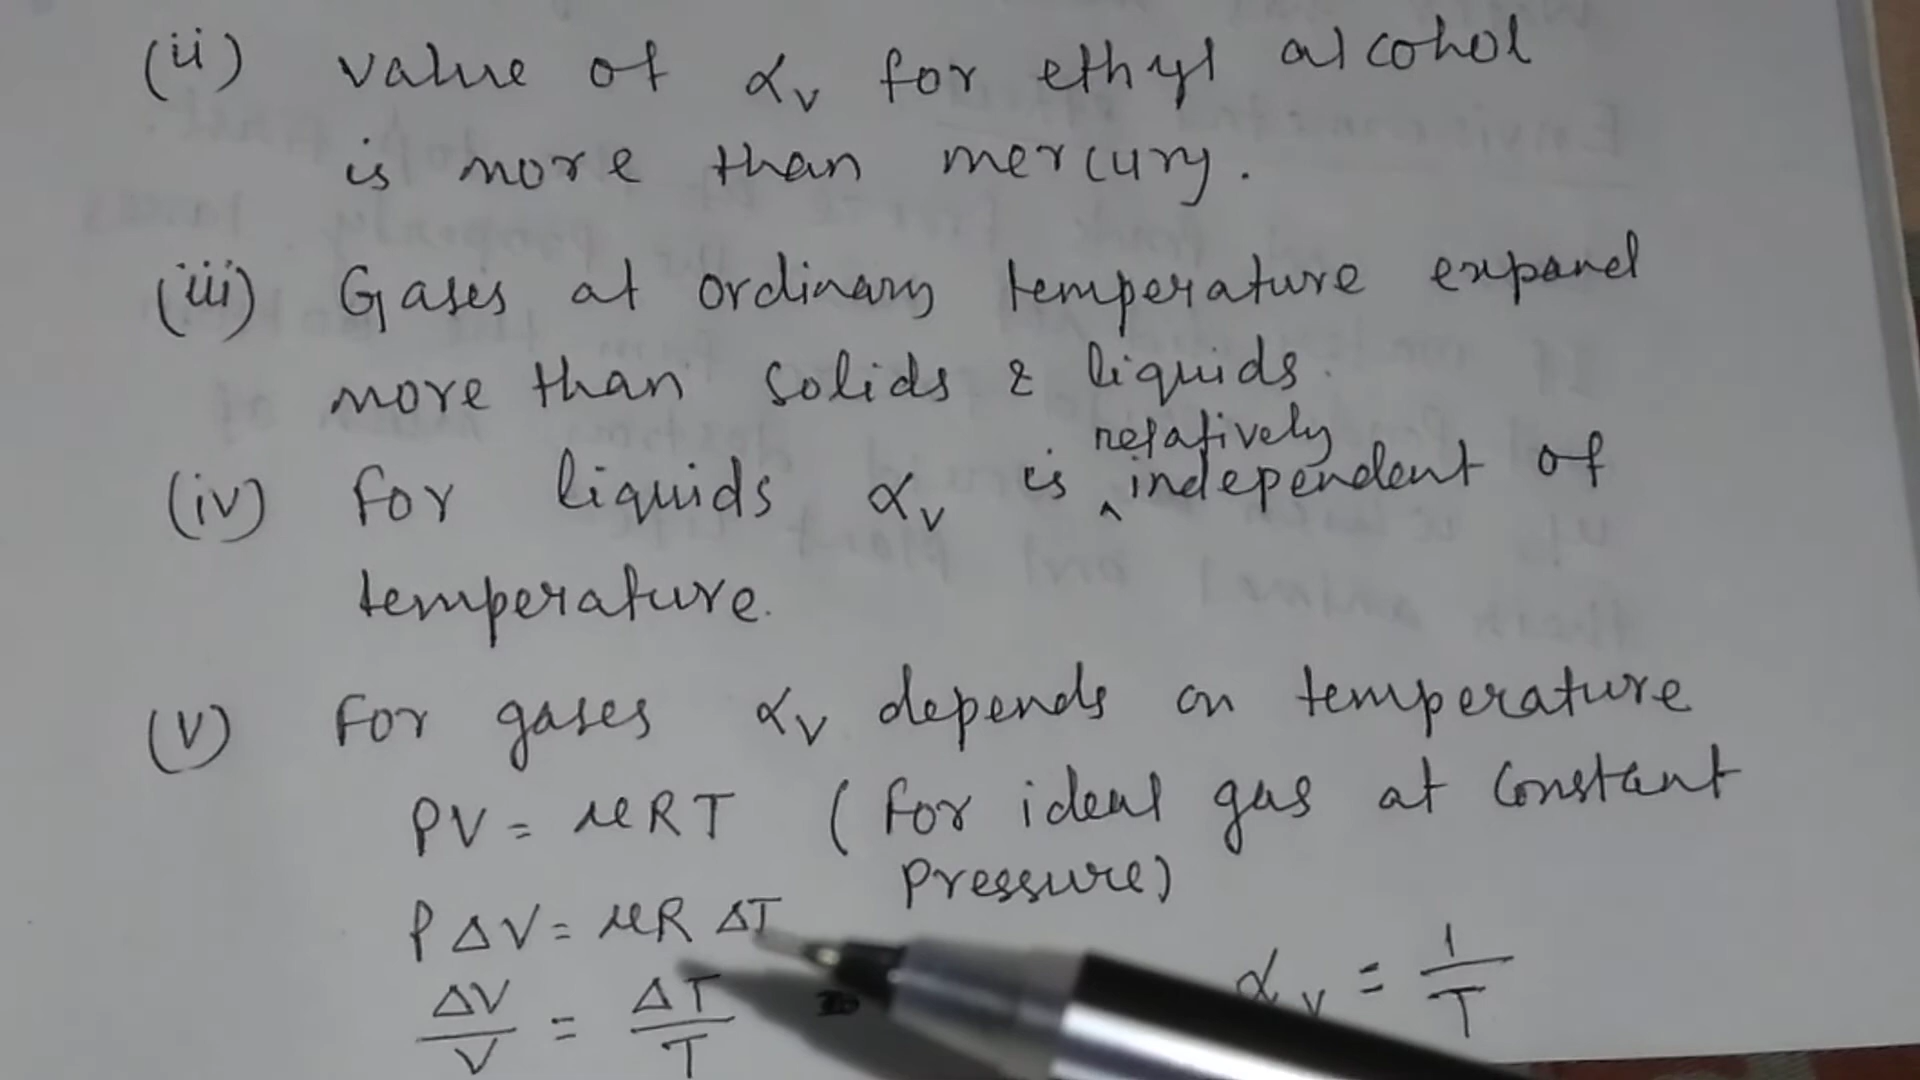 (ii) value of αᵥ for ethyl alcohol
is more than mercury.
(iii) Gases at ordinary temperature expand
more than solids & liquids.
relatively
(iv) For liquids αᵥ is ^ independent of
temperature.
(v) For gases αᵥ depends on temperature
PV = μRT (for ideal gas at constant
pressure)
PΔV = μR ΔT
ΔV/V = ΔT/T
αᵥ = 1/T